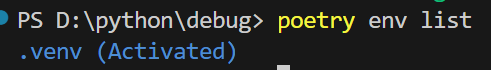 PS D:\python\debug> poetry env list
.venv (Activated)